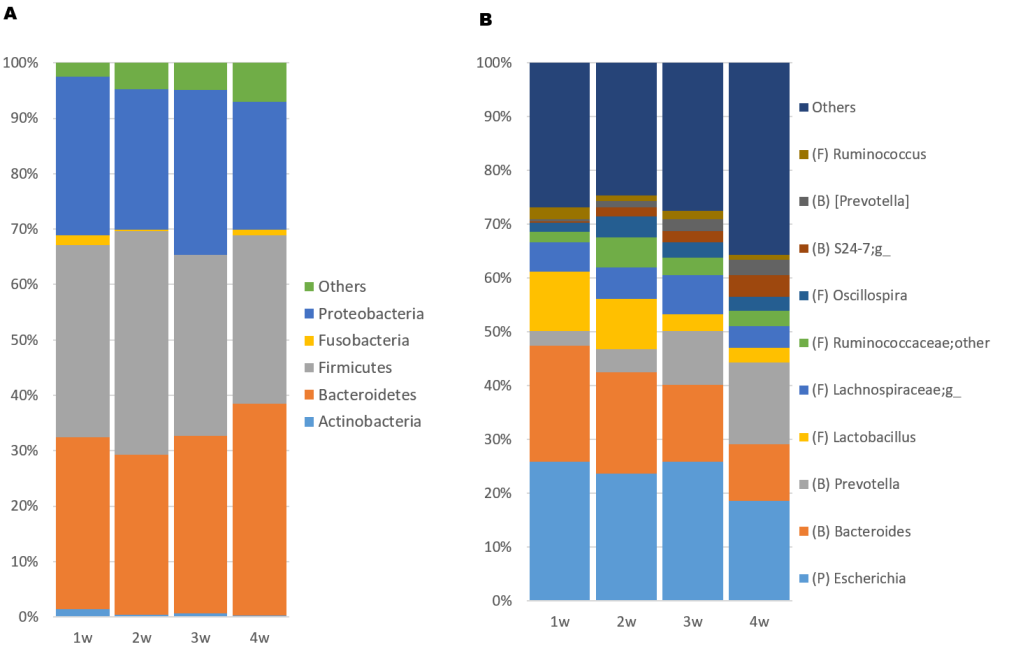 A
100%
90%
80%
70%
60%
50%
40%
30%
20%
10%
0%
1w 2w 3w 4w
Others
Proteobacteria
Fusobacteria
Firmicutes
Bacteroidetes
Actinobacteria
B
100%
90%
80%
70%
60%
50%
40%
30%
20%
10%
0%
1w 2w 3w 4w
Others
(F) Ruminococcus
(B) [Prevotella]
(B) S24-7;g_
(F) Oscillospira
(F) Ruminococcaceae;other
(F) Lachnospiraceae;g_
(F) Lactobacillus
(B) Prevotella
(B) Bacteroides
(P) Escherichia